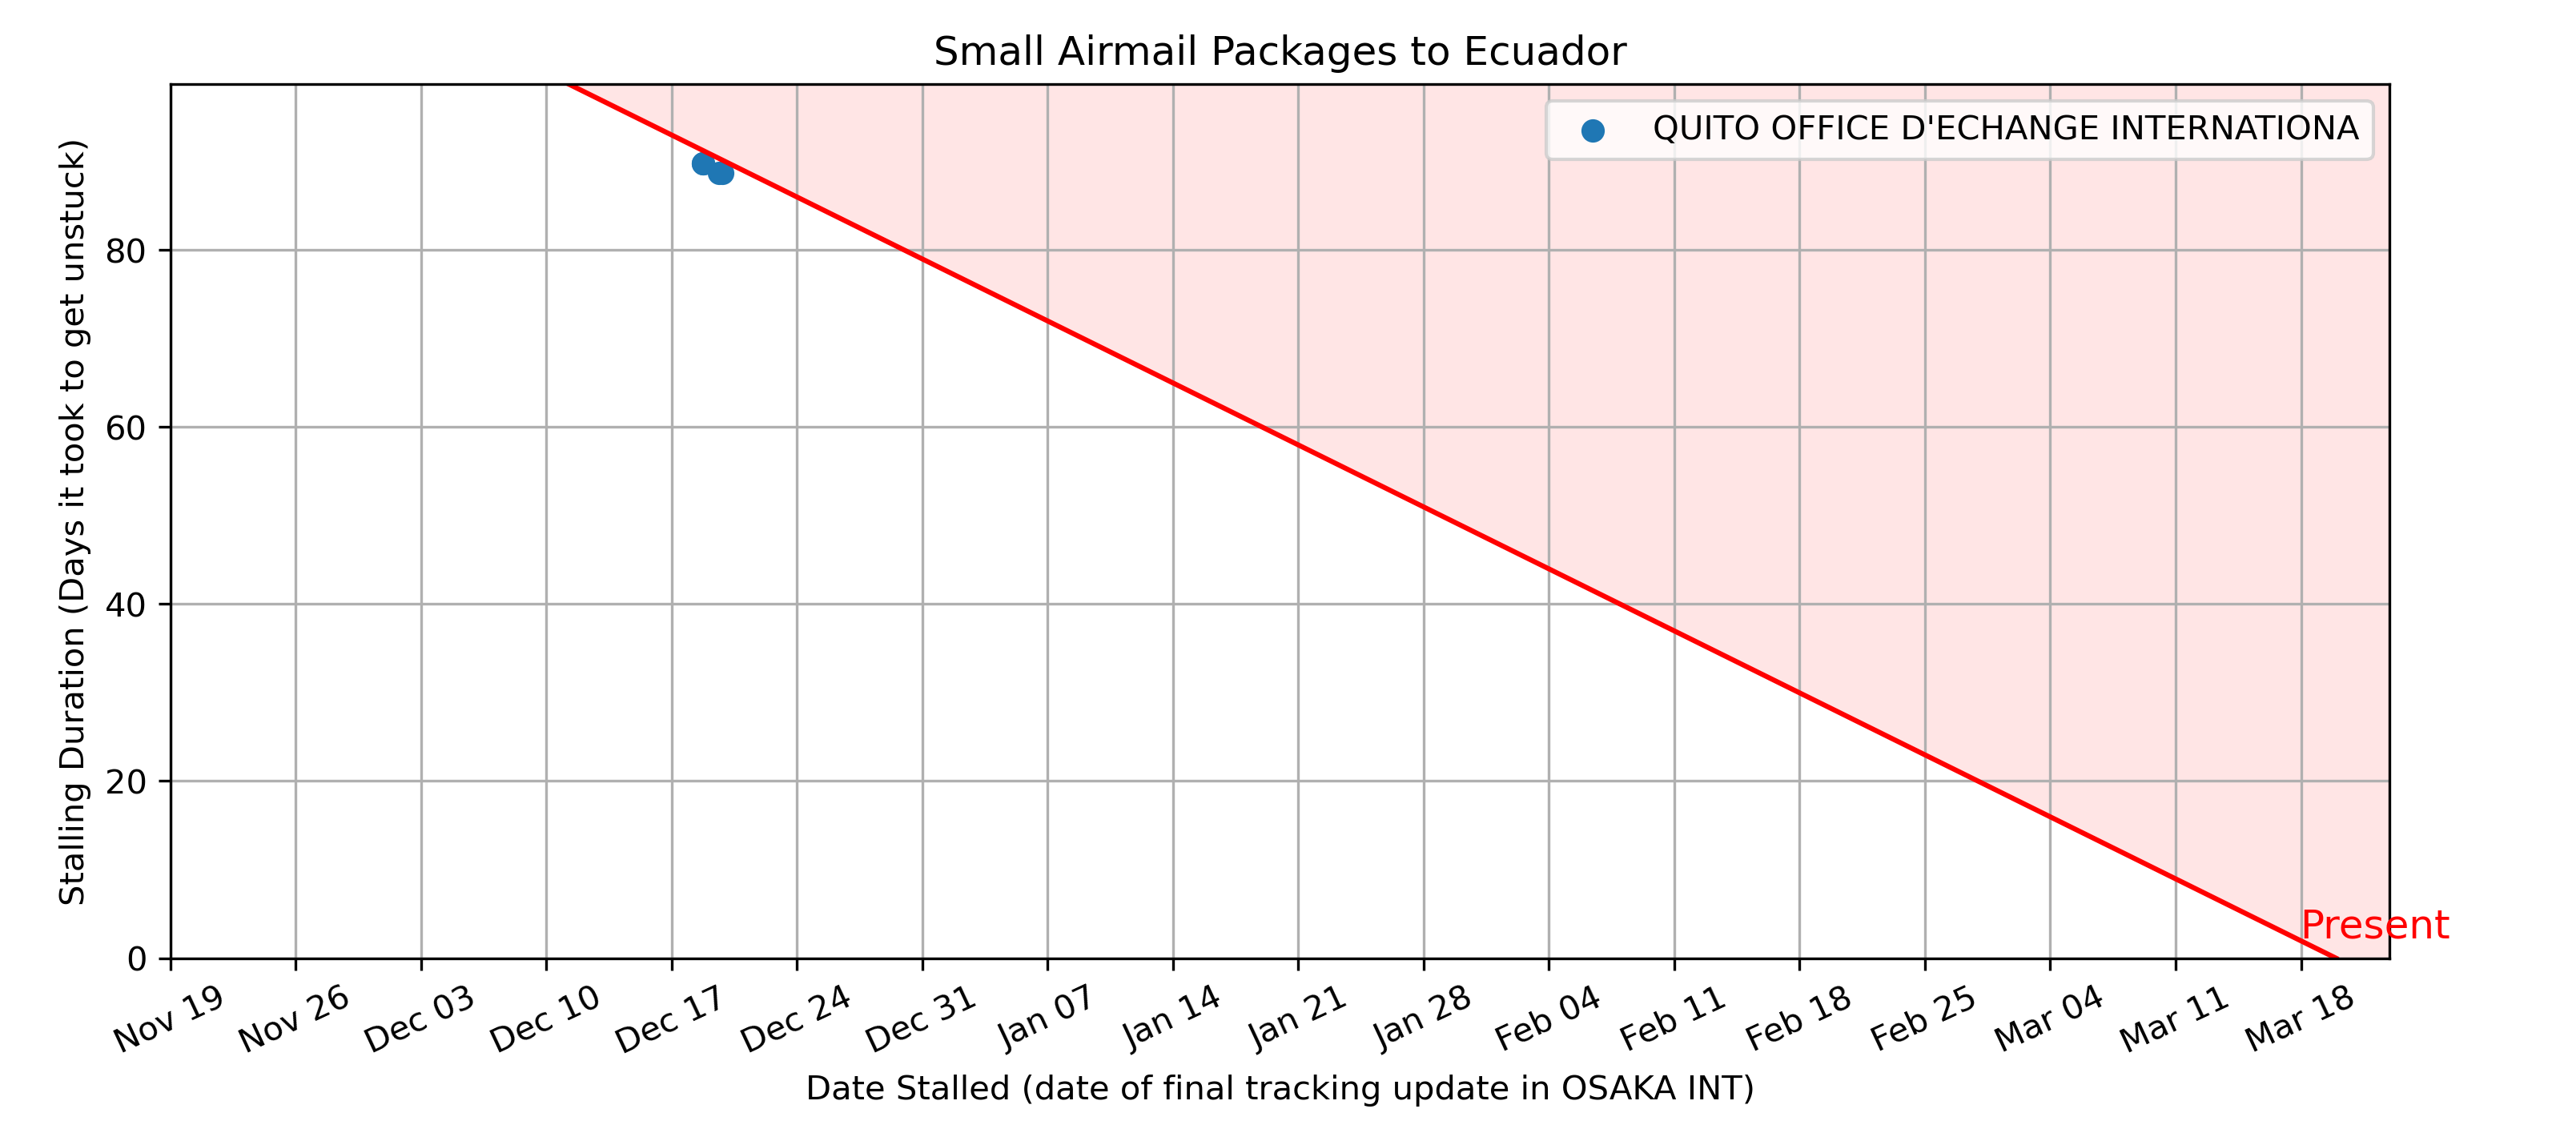 Small Airmail Packages to Ecuador
QUITO OFFICE D'ECHANGE INTERNATIONA
Stalling Duration (Days it took to get unstuck)
80
60
40
20
0
Present
Nov 19
Nov 26
Dec 03
Dec 10
Dec 17
Dec 24
Dec 31
Jan 07
Jan 14
Jan 21
Jan 28
Feb 04
Feb 11
Feb 18
Feb 25
Mar 04
Mar 11
Mar 18
Date Stalled (date of final tracking update in OSAKA INT)